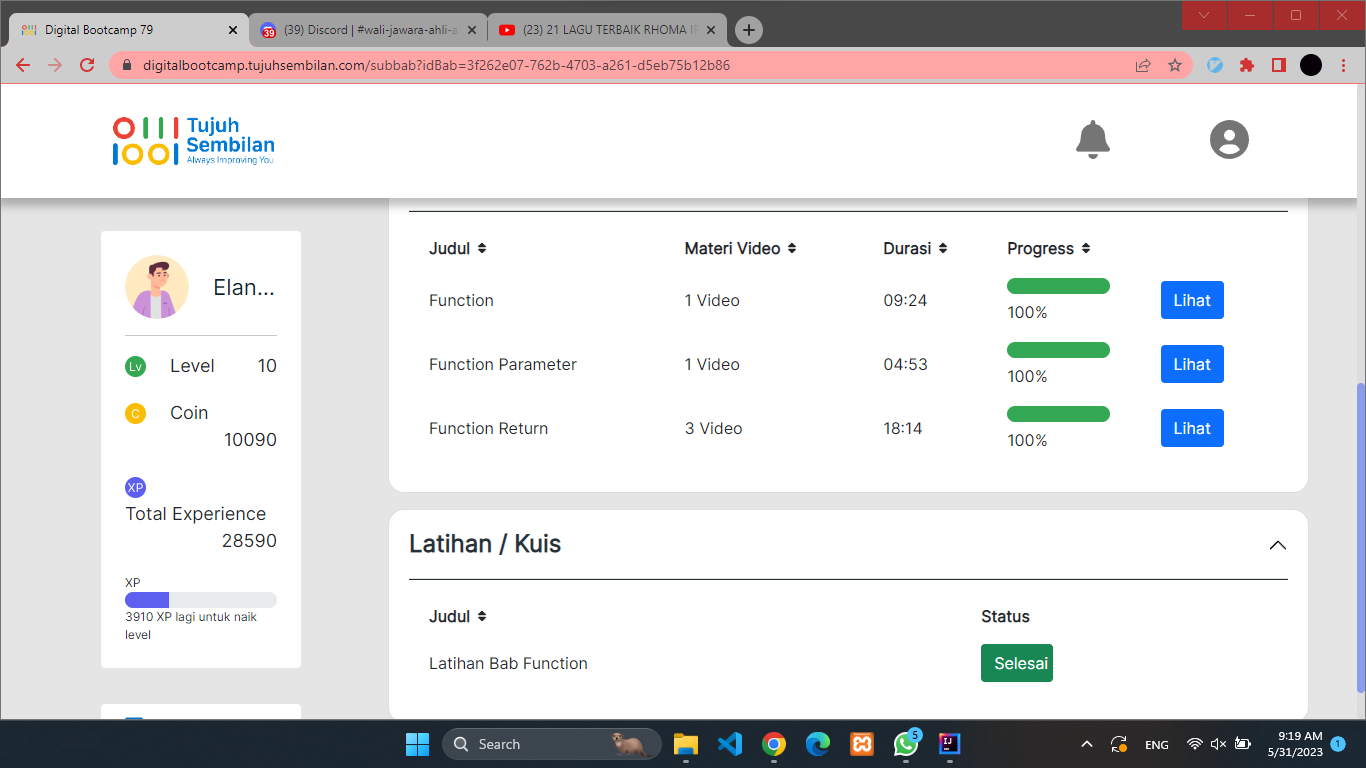 Digital Bootcamp 79
(39) Discord | #wali-jawara-ahli-a
(23) 21 LAGU TERBAIK RHOMA
digitalbootcamp.tujuhsembilan.com/subbab?idBab=3f262e07-762b-4703-a261-d5eb75b12b86
Tujuh
Sembilan
Always Improving You
Elan...
Lv Level 10
C Coin
10090
XP
Total Experience
28590
XP
3910 XP lagi untuk naik
level
Judul Materi Video Durasi Progress
Function 1 Video 09:24 100% Lihat
Function Parameter 1 Video 04:53 100% Lihat
Function Return 3 Video 18:14 100% Lihat
Latihan / Kuis
Judul Status
Latihan Bab Function Selesai
Search
5
ENG
9:19 AM
5/31/2023
1